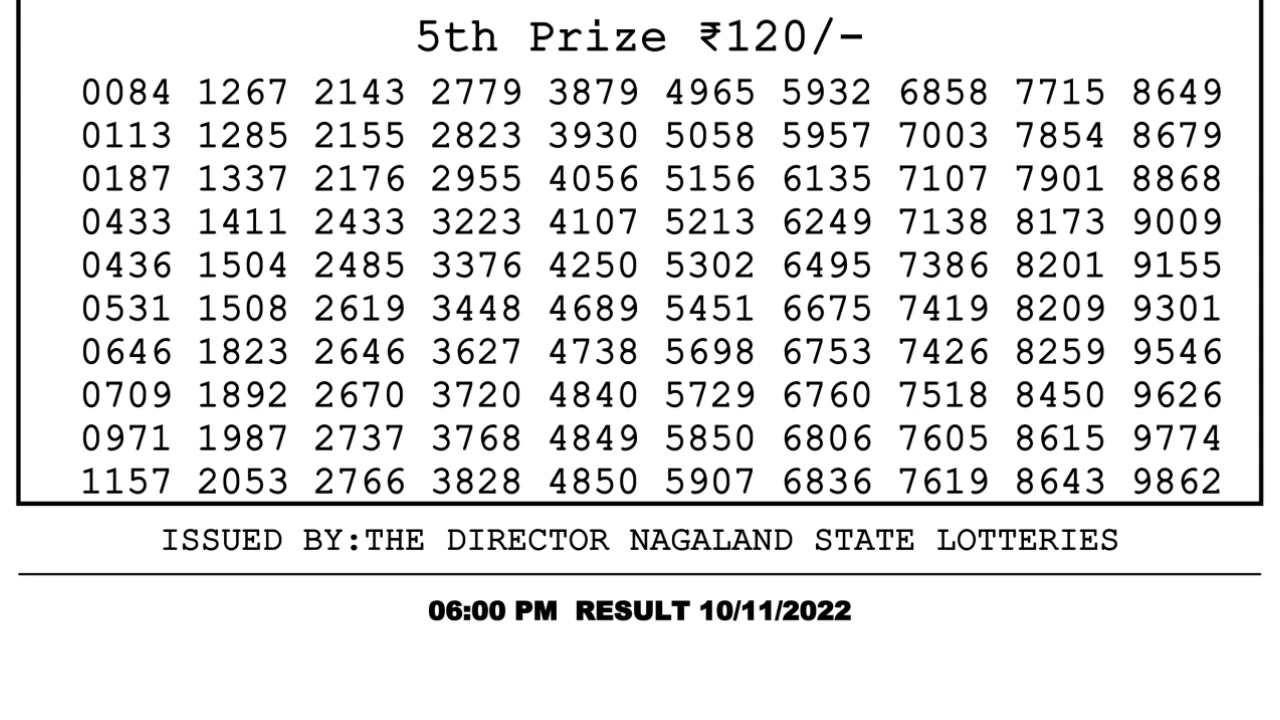 5th Prize ₹120/-
0084 1267 2143 2779 3879 4965 5932 6858 7715 8649
0113 1285 2155 2823 3930 5058 5957 7003 7854 8679
0187 1337 2176 2955 4056 5156 6135 7107 7901 8868
0433 1411 2433 3223 4107 5213 6249 7138 8173 9009
0436 1504 2485 3376 4250 5302 6495 7386 8201 9155
0531 1508 2619 3448 4689 5451 6675 7419 8209 9301
0646 1823 2646 3627 4738 5698 6753 7426 8259 9546
0709 1892 2670 3720 4840 5729 6760 7518 8450 9626
0971 1987 2737 3768 4849 5850 6806 7605 8615 9774
1157 2053 2766 3828 4850 5907 6836 7619 8643 9862
ISSUED BY:THE DIRECTOR NAGALAND STATE LOTTERIES
06:00 PM RESULT 10/11/2022